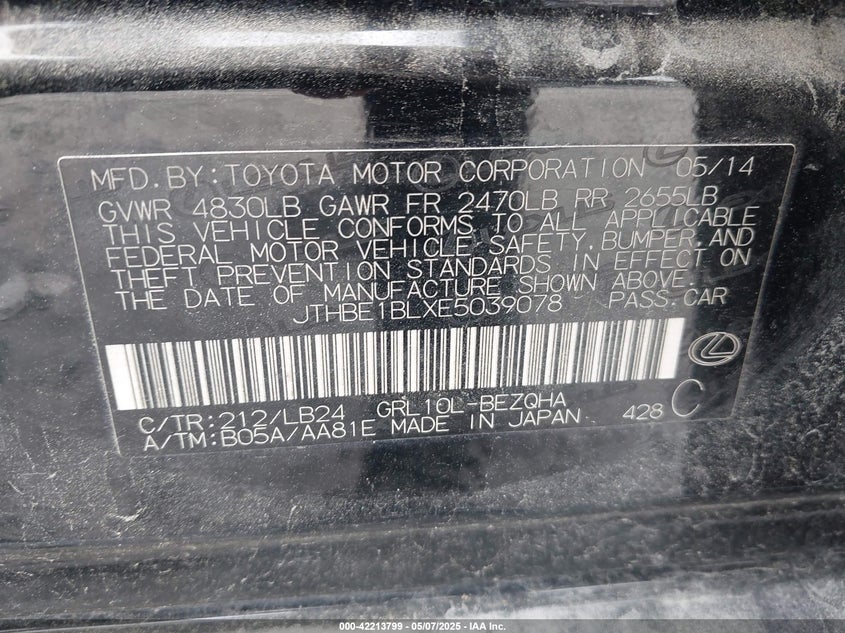 MFD.BY:TOYOTA MOTOR CORPORATION 05/14
GVWR 4830LB GAWR FR 2470LB RR 2655LB
THIS VEHICLE CONFORMS TO ALL APPLICABLE
FEDERAL MOTOR VEHICLE SAFETY,BUMPER,AND
THEFT PREVENTION STANDARDS IN EFFECT ON
THE DATE OF MANUFACTURE SHOWN ABOVE.
JTHBE1BLXE5039078 PASS.CAR
C/TR:212/LB24 GRL10L-BEZQHA
A/TM:B05A/AA81E MADE IN JAPAN 428 C
000-42213799 - 05/07/2025 - IAA Inc.